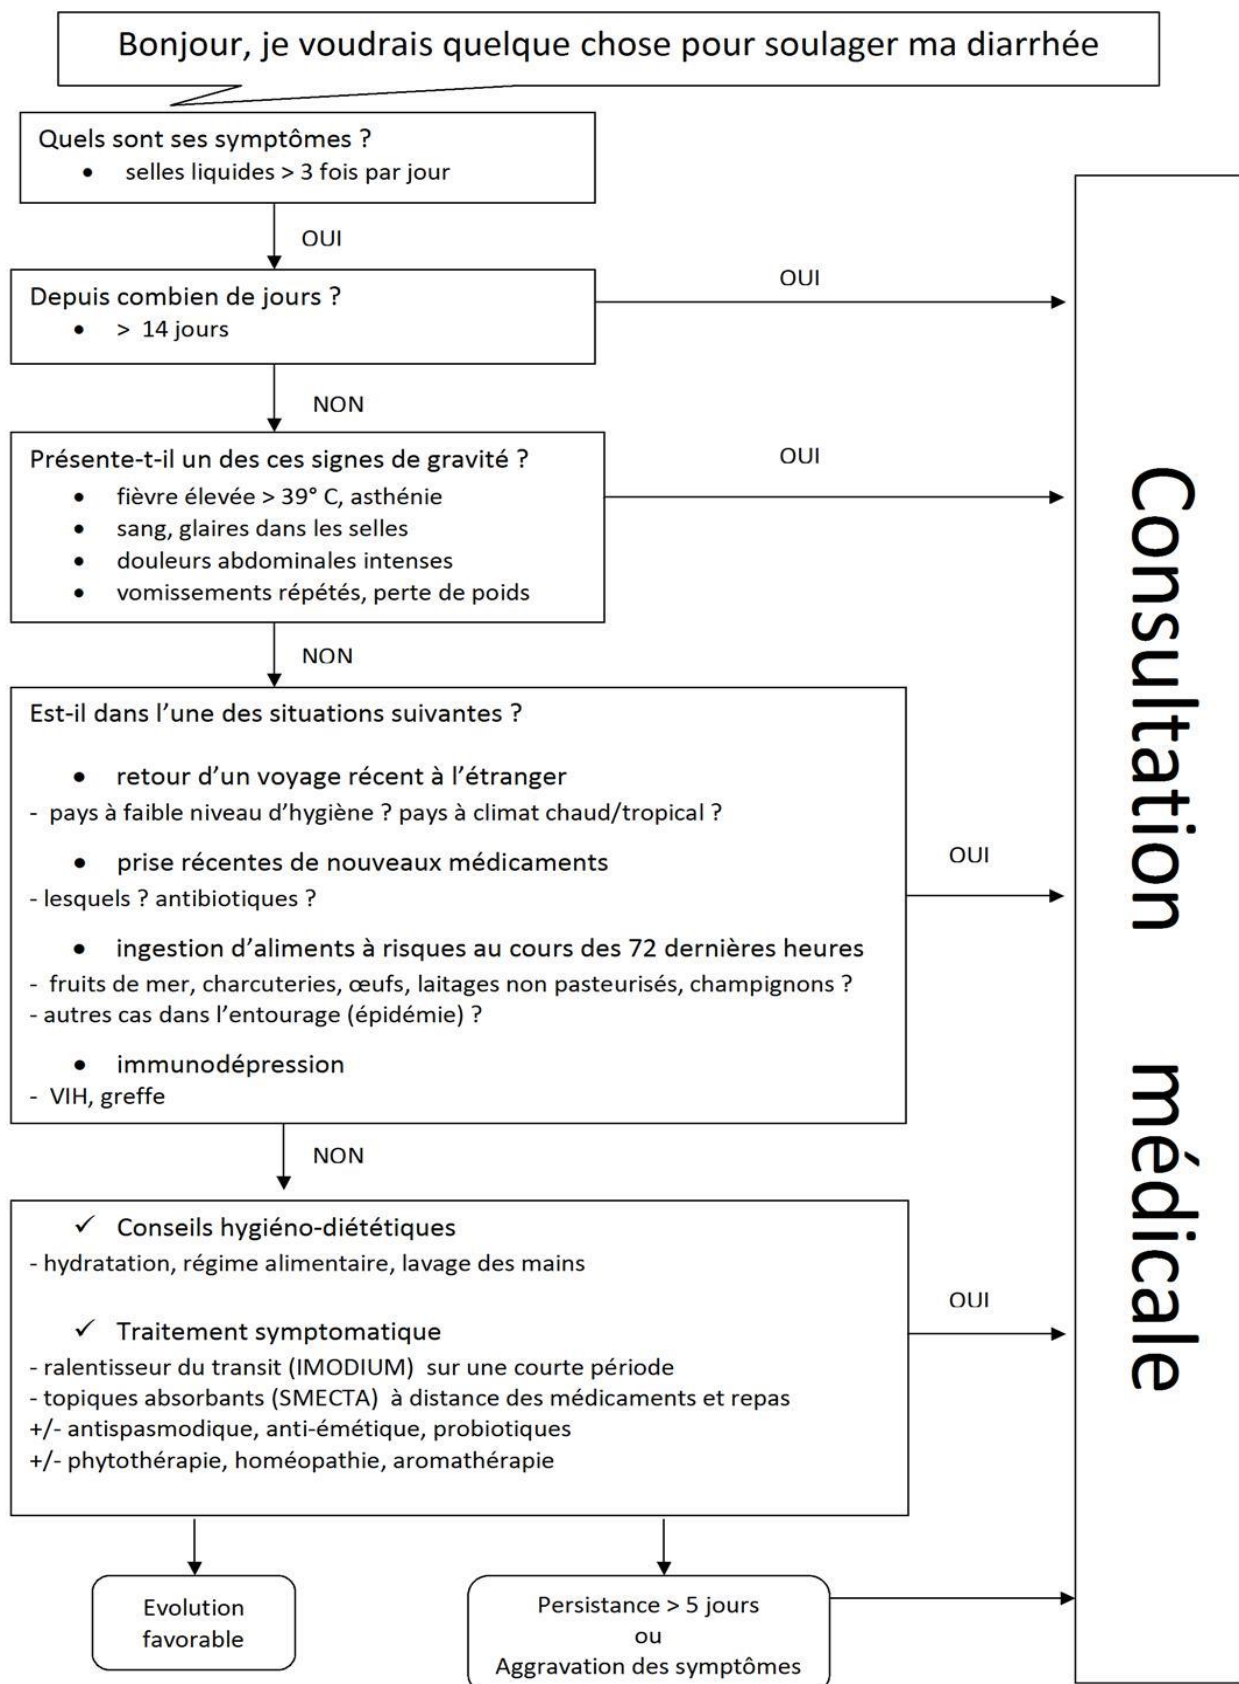 Bonjour, je voudrais quelque chose pour soulager ma diarrhée
Quels sont ses symptômes ?
• selles liquides > 3 fois par jour
OUI
Depuis combien de jours ?
• > 14 jours
OUI
NON
Présente-t-il un des ces signes de gravité ?
• fièvre élevée > 39° C, asthénie
• sang, glaires dans les selles
• douleurs abdominales intenses
• vomissements répétés, perte de poids
OUI
NON
Est-il dans l’une des situations suivantes ?
• retour d’un voyage récent à l’étranger
- pays à faible niveau d’hygiène ? pays à climat chaud/tropical ?
• prise récentes de nouveaux médicaments
- lesquels ? antibiotiques ?
• ingestion d’aliments à risques au cours des 72 dernières heures
- fruits de mer, charcuteries, œufs, laitages non pasteurisés, champignons ?
- autres cas dans l’entourage (épidémie) ?
• immunodépression
- VIH, greffe
OUI
NON
✓ Conseils hygiéno-diététiques
- hydratation, régime alimentaire, lavage des mains
✓ Traitement symptomatique
- ralentisseur du transit (IMODIUM) sur une courte période
- topiques absorbants (SMECTA) à distance des médicaments et repas
+/- antispasmodique, anti-émétique, probiotiques
+/- phytothérapie, homéopathie, aromathérapie
OUI
Evolution
favorable
Persistance > 5 jours
ou
Aggravation des symptômes
Consultation médicale